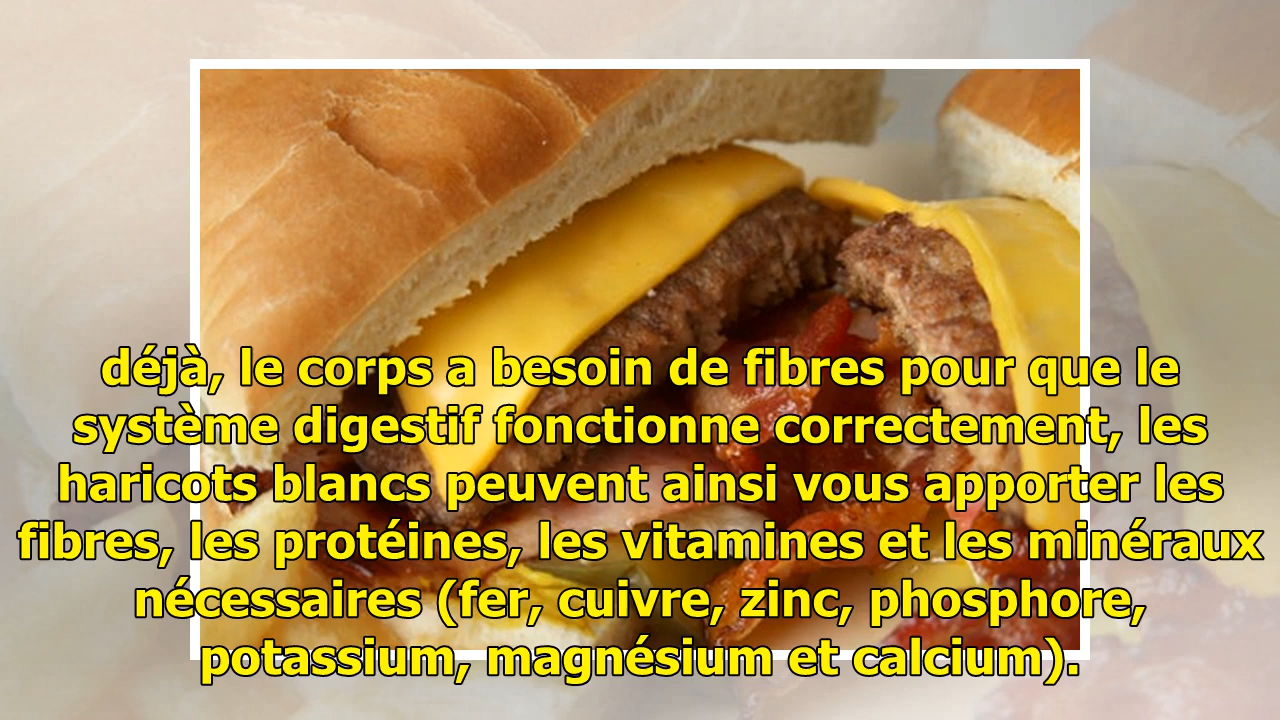 déjà, le corps a besoin de fibres pour que le
système digestif fonctionne correctement, les
haricots blancs peuvent ainsi vous apporter les
fibres, les protéines, les vitamines et les minéraux
nécessaires (fer, cuivre, zinc, phosphore,
potassium, magnésium et calcium).